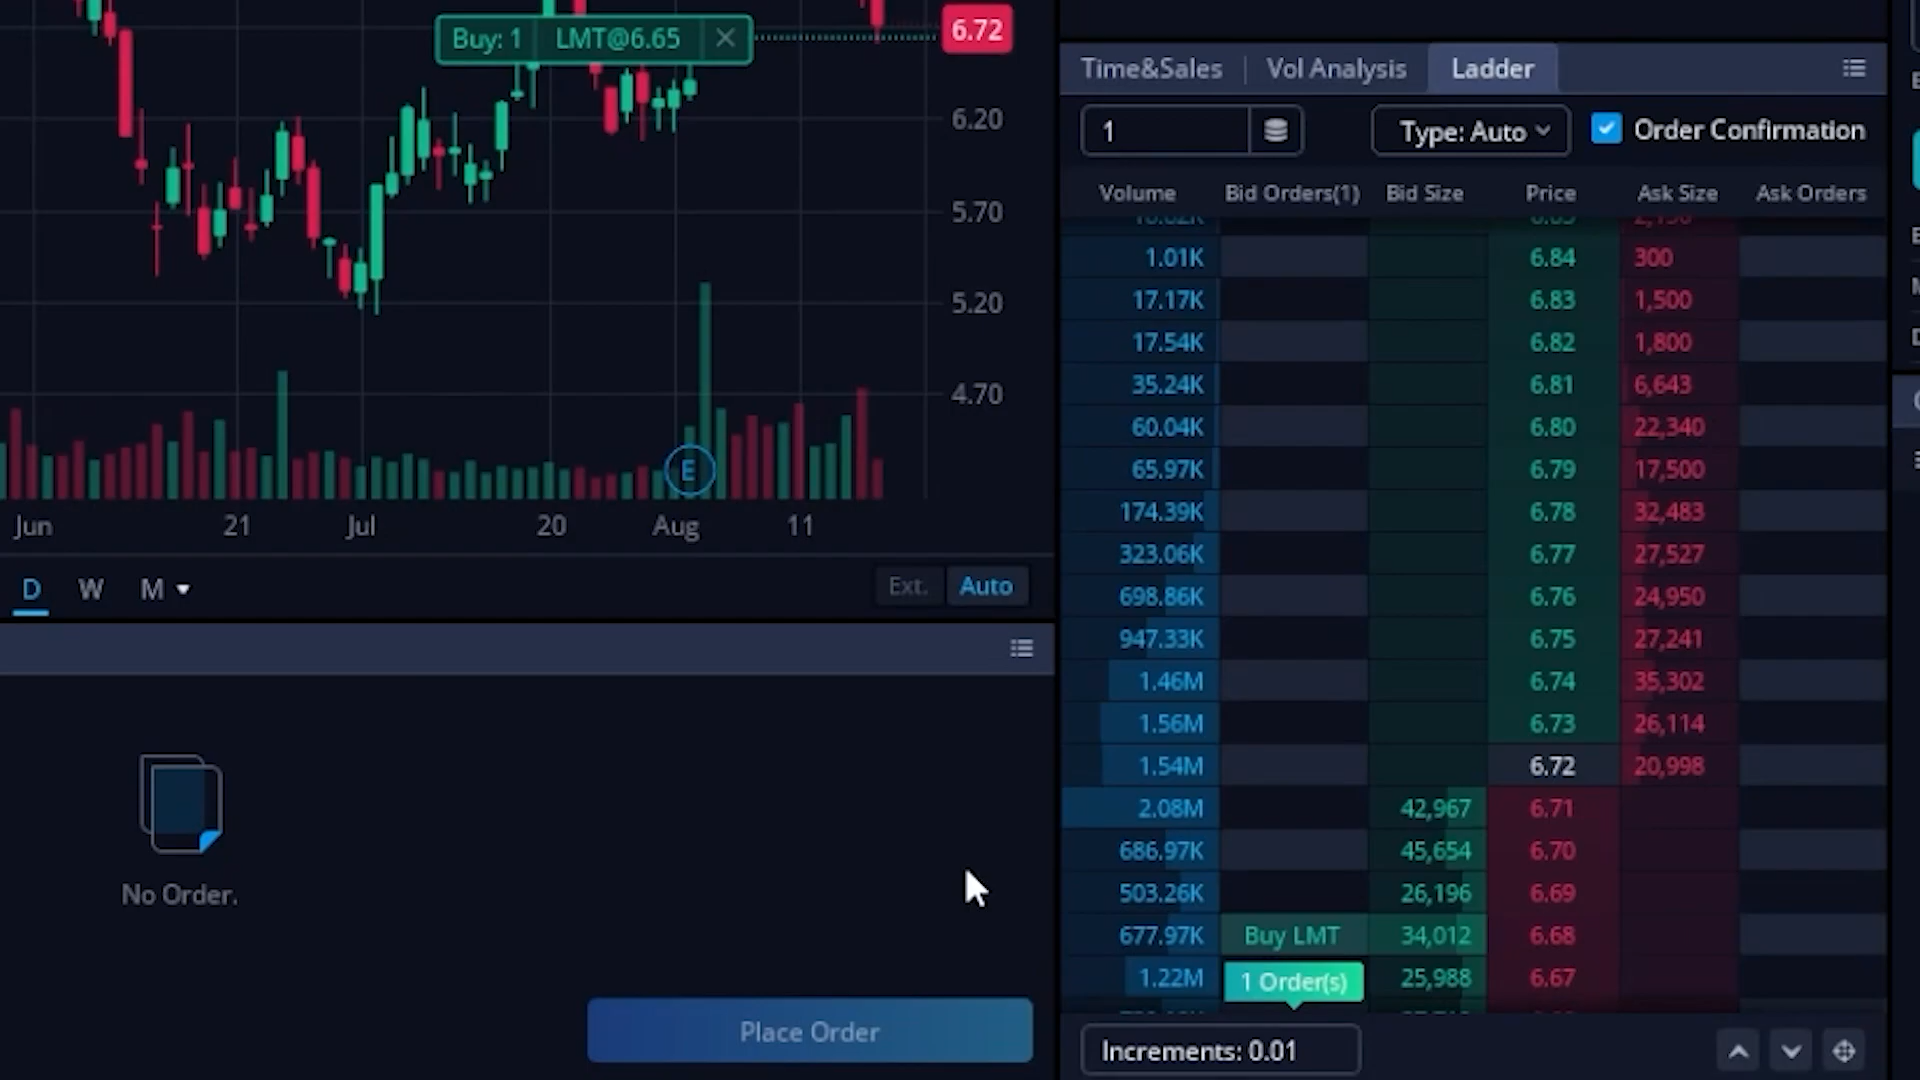 Buy: 1 LMT@6.65
6.72
6.20
5.70
5.20
4.70
E
Jun 21 Jul 20 Aug 11
D W M Ext. Auto
No Order.
Place Order
Time&Sales Vol Analysis Ladder
1 Type: Auto Order Confirmation
Volume Bid Orders(1) Bid Size Price Ask Size Ask Orders
1.01K 6.84 300
17.17K 6.83 1,500
17.54K 6.82 1,800
35.24K 6.81 6,643
60.04K 6.80 22,340
65.97K 6.79 17,500
174.39K 6.78 32,483
323.06K 6.77 27,527
698.86K 6.76 24,950
947.33K 6.75 27,241
1.46M 6.74 35,302
1.56M 6.73 26,114
1.54M 6.72 20,998
2.08M 42,967 6.71
686.97K 45,654 6.70
503.26K 26,196 6.69
677.97K Buy LMT 34,012 6.68
1.22M 1 Order(s) 25,988 6.67
Increments: 0.01